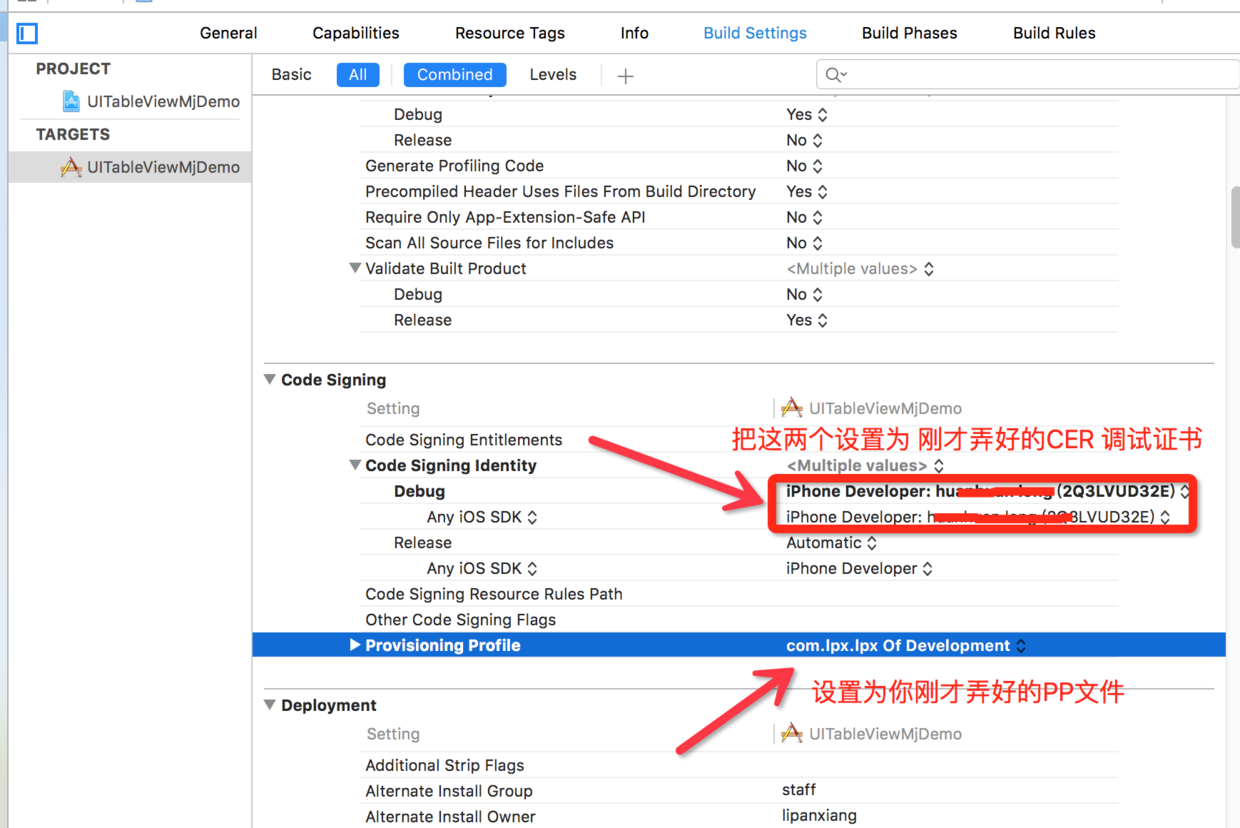 General Capabilities Resource Tags Info Build Settings Build Phases Build Rules
PROJECT
UITableViewMjDemo
TARGETS
UITableViewMjDemo
Basic All Combined Levels
Debug Yes
Release No
Generate Profiling Code No
Precompiled Header Uses Files From Build Directory Yes
Require Only App-Extension-Safe API No
Scan All Source Files for Includes No
Validate Built Product <Multiple values>
Debug No
Release Yes
Code Signing
Setting UITableViewMjDemo
Code Signing Entitlements
把这两个设置为 刚才弄好的CER 调试证书
Code Signing Identity <Multiple values>
Debug iPhone Developer: (2Q3LVUD32E)
Any iOS SDK iPhone Developer: 3LVUD32E)
Release Automatic
Any iOS SDK iPhone Developer
Code Signing Resource Rules Path
Other Code Signing Flags
Provisioning Profile com.lpx.lpx Of Development
设置为你刚才弄好的PP文件
Deployment
Setting UITableViewMjDemo
Additional Strip Flags
Alternate Install Group staff
Alternate Install Owner lipanxiang